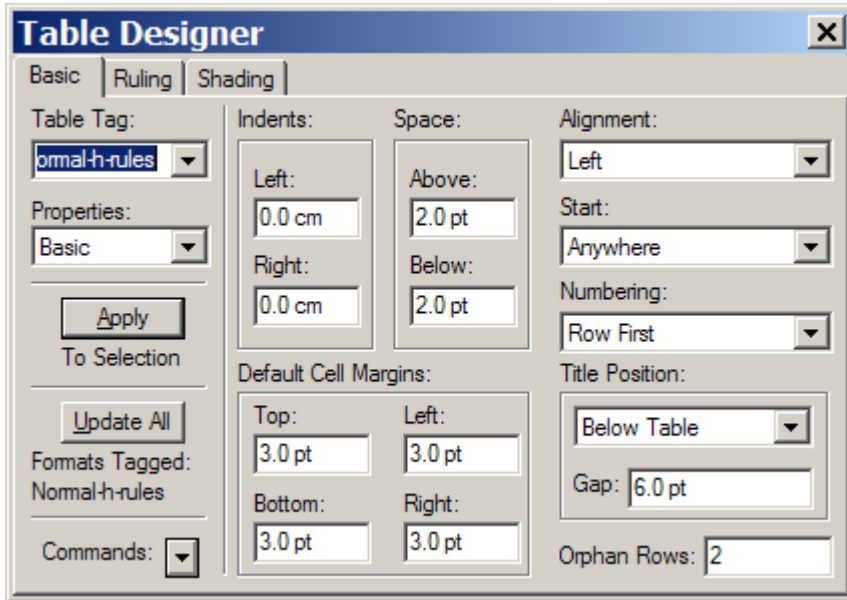 Table Designer
Basic
Ruling
Shading
Table Tag:
ormal-h-rules
Properties:
Basic
Apply
To Selection
Update All
Formats Tagged:
Normal-h-rules
Commands:
Indents:
Left:
0.0 cm
Right:
0.0 cm
Space:
Above:
2.0 pt
Below:
2.0 pt
Default Cell Margins:
Top:
3.0 pt
Left:
3.0 pt
Bottom:
3.0 pt
Right:
3.0 pt
Alignment:
Left
Start:
Anywhere
Numbering:
Row First
Title Position:
Below Table
Gap: 6.0 pt
Orphan Rows: 2